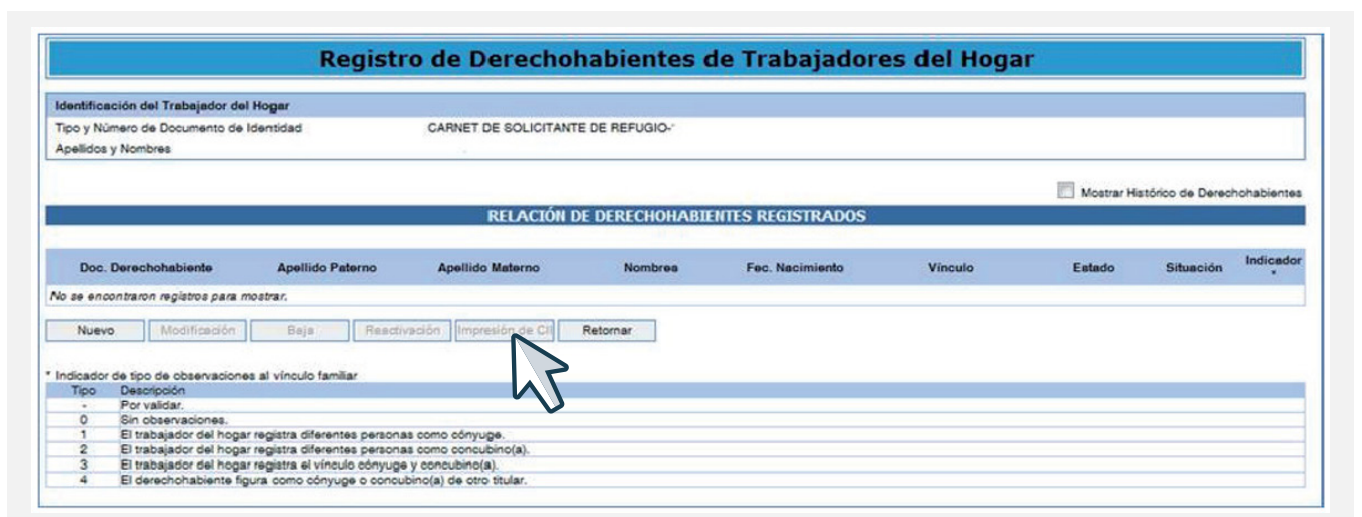 Registro de Derechohabientes de Trabajadores del Hogar
Identificación del Trabajador del Hogar
Tipo y Número de Documento de Identidad CARNET DE SOLICITANTE DE REFUGIO-
Apellidos y Nombres
Mostrar Histórico de Derechohabientes
RELACIÓN DE DERECHOHABIENTES REGISTRADOS
Doc. Derechohabiente Apellido Paterno Apellido Materno Nombres Fec. Nacimiento Vínculo Estado Situación Indicador *
No se encontraron registros para mostrar.
Nuevo Modificación Baja Reactivación Impresión de CII Retornar
* Indicador de tipo de observaciones al vínculo familiar
Tipo Descripción
- Por validar.
0 Sin observaciones.
1 El trabajador del hogar registra diferentes personas como cónyuge.
2 El trabajador del hogar registra diferentes personas como concubino(a).
3 El trabajador del hogar registra el vínculo cónyuge y concubino(a).
4 El derechohabiente figura como cónyuge o concubino(a) de otro titular.